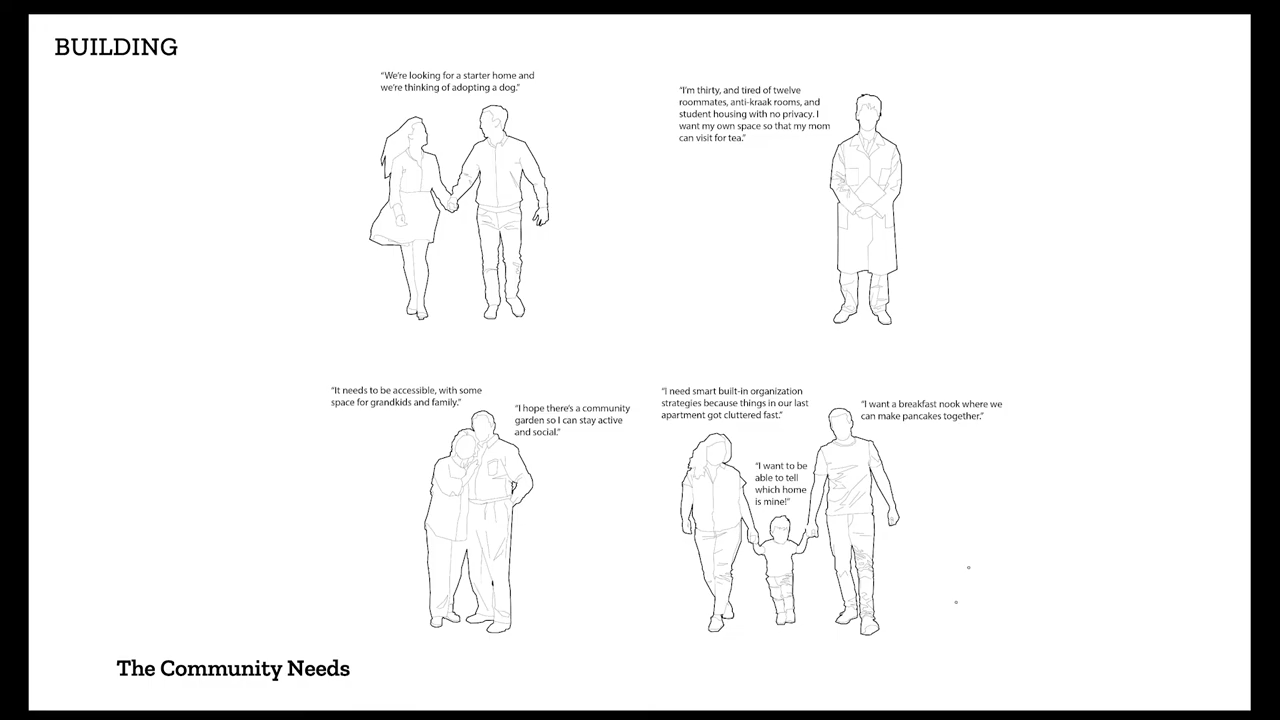 BUILDING
“We’re looking for a starter home and
we’re thinking of adopting a dog.”
“I’m thirty, and tired of twelve
roommates, anti-kraak rooms, and
student housing with no privacy. I
want my own space so that my mom
can visit for tea.”
“It needs to be accessible, with some
space for grandkids and family.”
“I hope there’s a community
garden so I can stay active
and social.”
“I need smart built-in organization
strategies because things in our last
apartment got cluttered fast.”
“I want a breakfast nook where we
can make pancakes together.”
“I want to be
able to tell
which home
is mine!”
The Community Needs